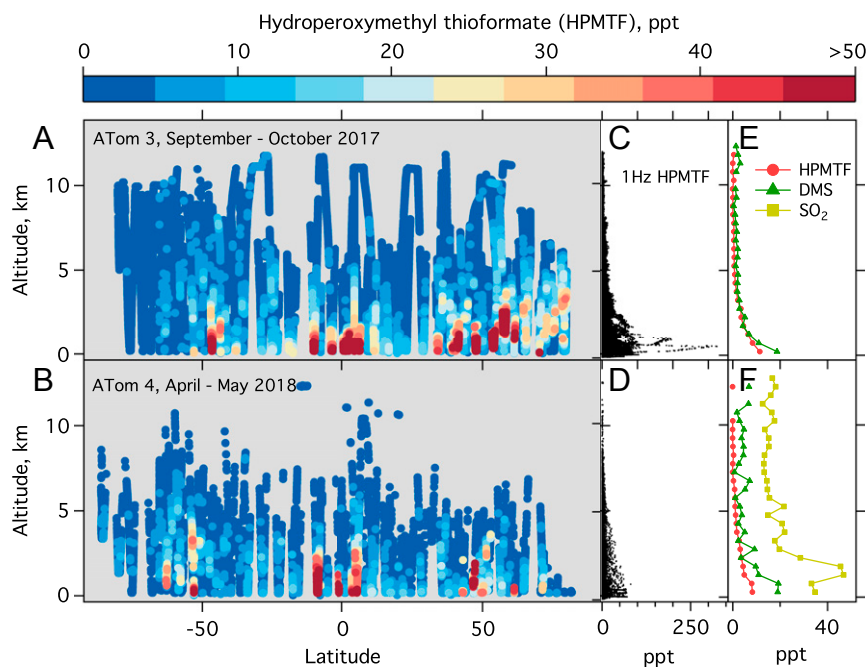 Hydroperoxymethyl thioformate (HPMTF), ppt
0 10 20 30 40 >50
A
ATom 3, September - October 2017
C
1Hz HPMTF
E
HPMTF
DMS
SO₂
Altitude, km
10
5
0
B
ATom 4, April - May 2018
D
F
Altitude, km
10
5
0
-50 0 50
Latitude
0 250
ppt
0 40
ppt